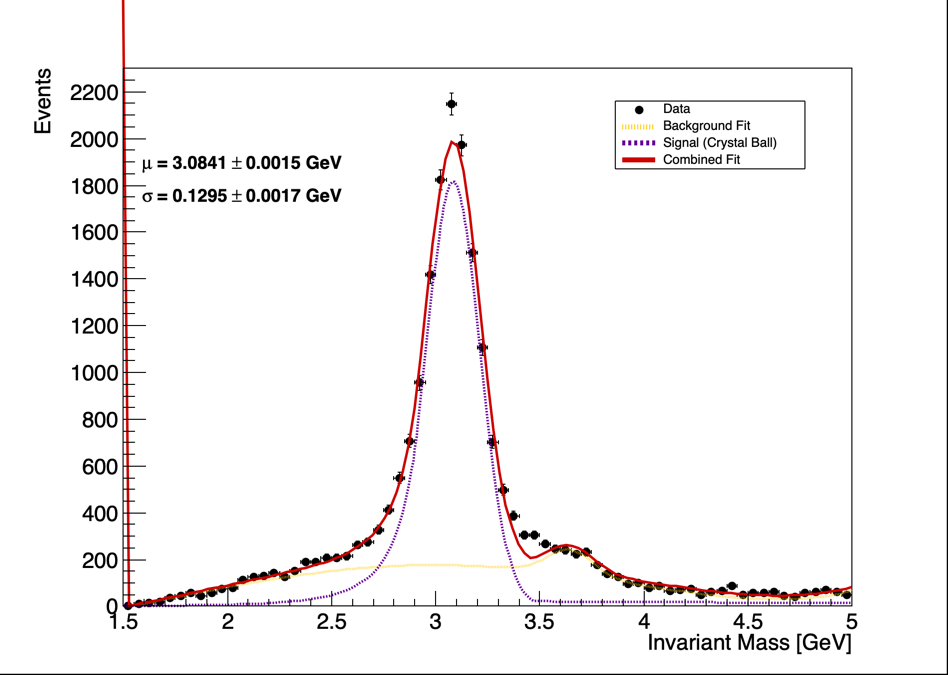 Events
2200
2000
1800
1600
1400
1200
1000
800
600
400
200
0
μ = 3.0841 ± 0.0015 GeV
σ = 0.1295 ± 0.0017 GeV
Data
Background Fit
Signal (Crystal Ball)
Combined Fit
1.5 2 2.5 3 3.5 4 4.5 5
Invariant Mass [GeV]